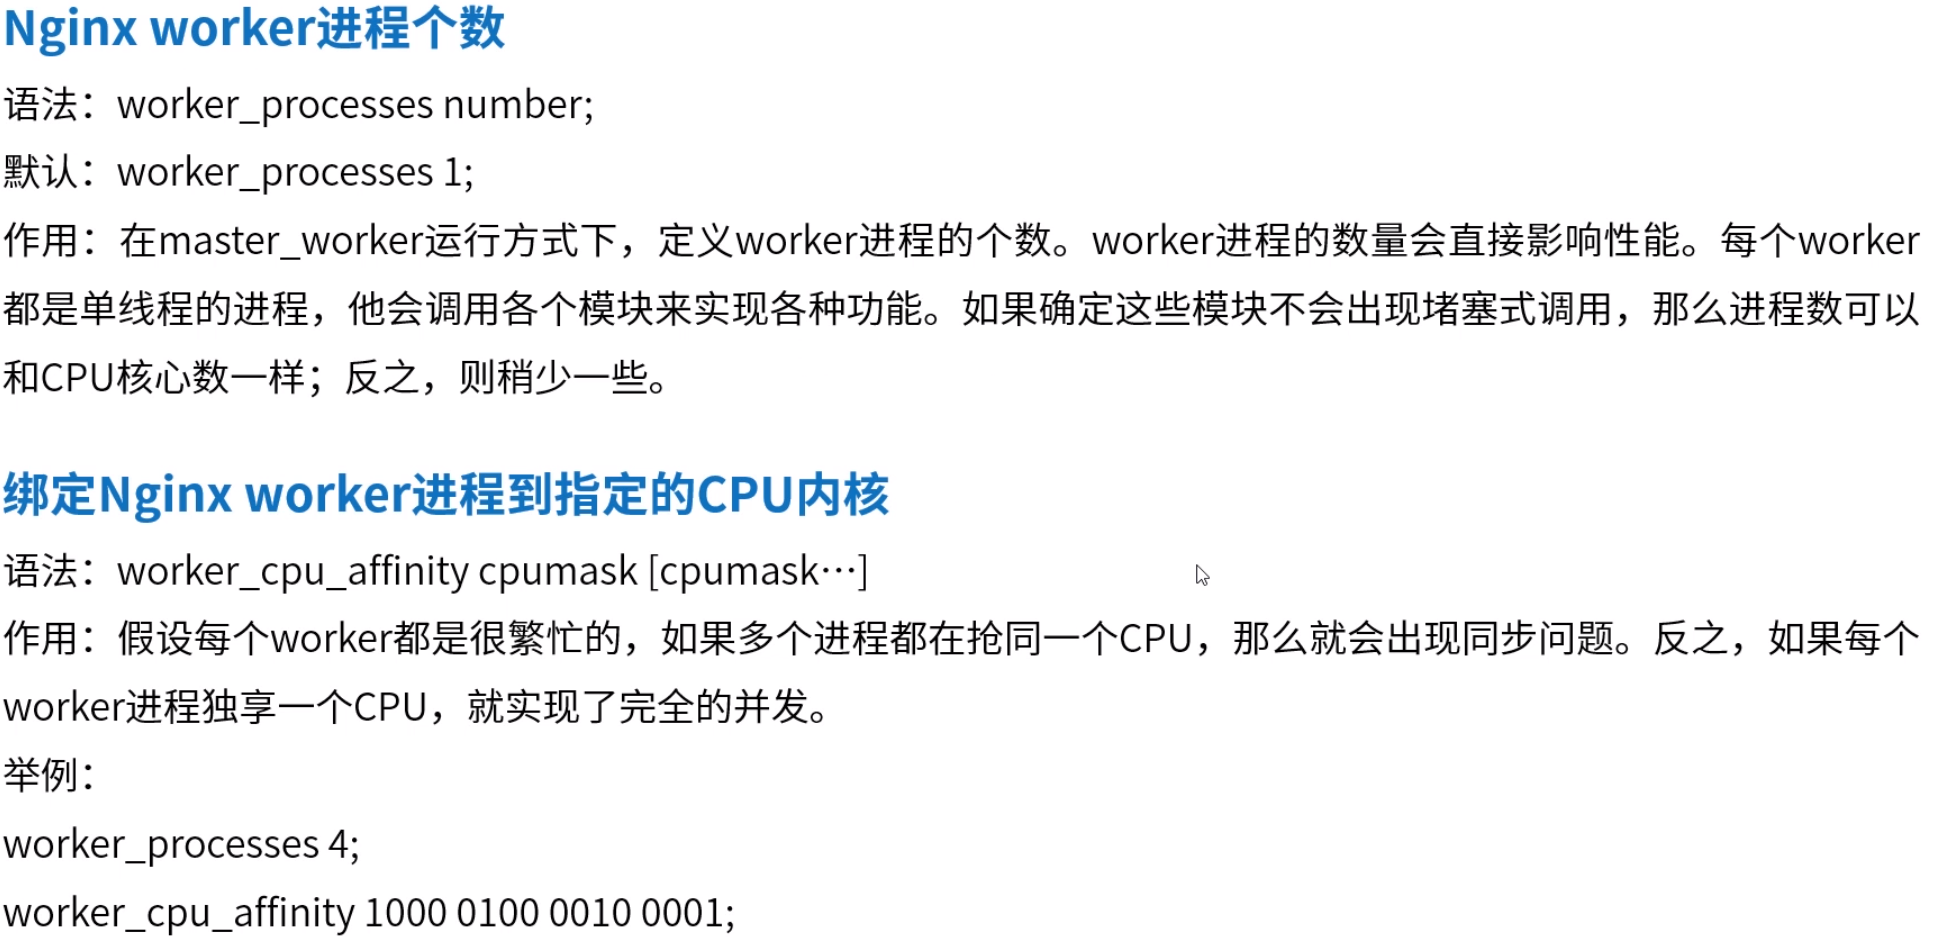 Nginx worker进程个数
语法：worker_processes number;
默认：worker_processes 1;
作用：在master_worker运行方式下，定义worker进程的个数。worker进程的数量会直接影响性能。每个worker
都是单线程的进程，他会调用各个模块来实现各种功能。如果确定这些模块不会出现堵塞式调用，那么进程数可以
和CPU核心数一样；反之，则稍少一些。
绑定Nginx worker进程到指定的CPU内核
语法：worker_cpu_affinity cpumask [cpumask…]
作用：假设每个worker都是很繁忙的，如果多个进程都在抢同一个CPU，那么就会出现同步问题。反之，如果每个
worker进程独享一个CPU，就实现了完全的并发。
举例：
worker_processes 4;
worker_cpu_affinity 1000 0100 0010 0001;